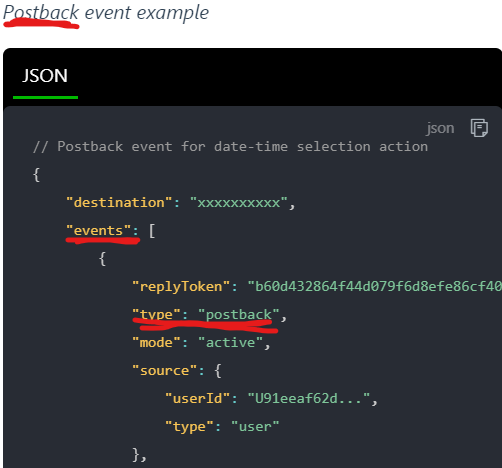 Postback event example
JSON
json
// Postback event for date-time selection action
{
"destination": "xxxxxxxxxx",
"events": [
{
"replyToken": "b60d432864f44d079f6d8efe86cf40
"type": "postback",
"mode": "active",
"source": {
"userId": "U91eeaf62d...",
"type": "user"
},